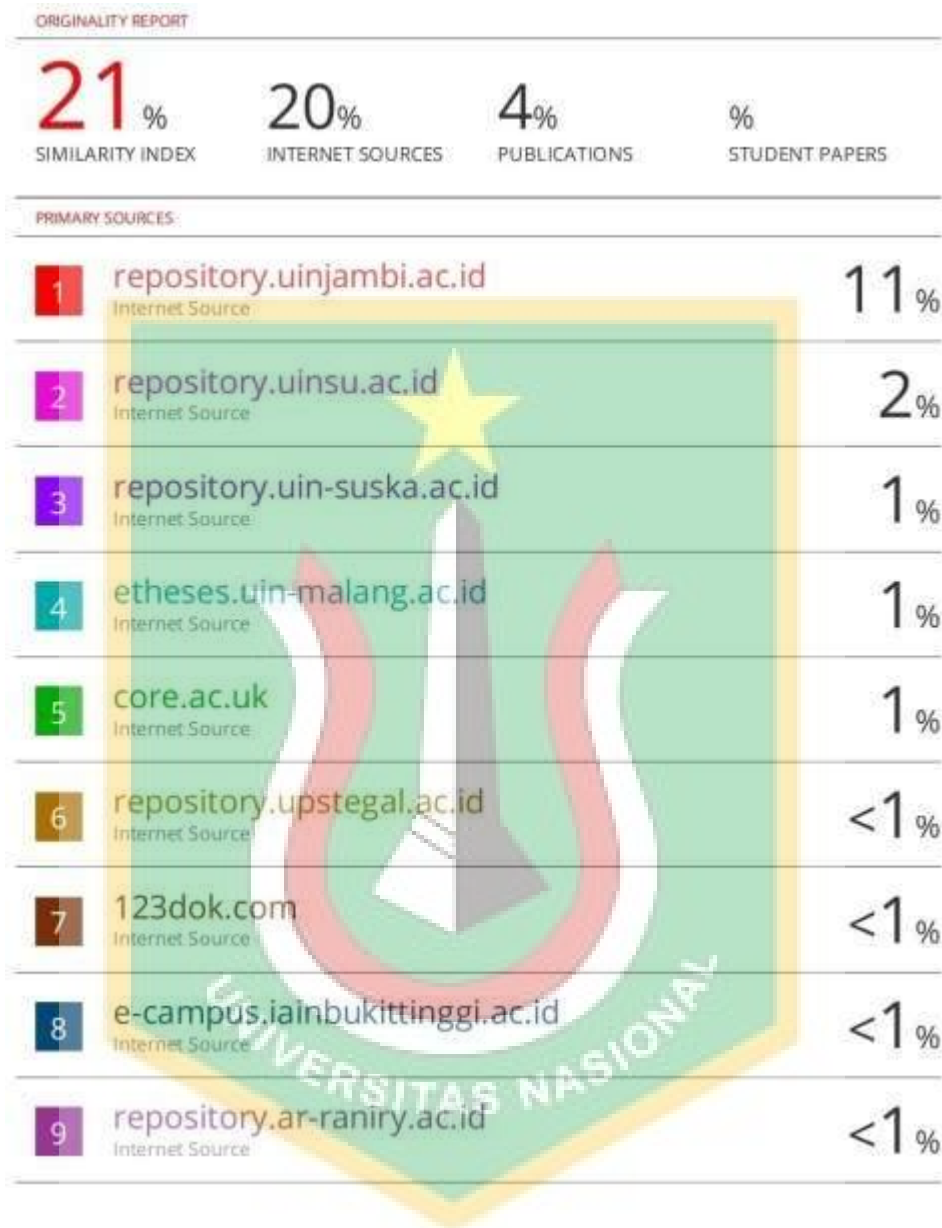 ORIGINALITY REPORT
21% 20% 4% %
SIMILARITY INDEX INTERNET SOURCES PUBLICATIONS STUDENT PAPERS
PRIMARY SOURCES
1 repository.uinjambi.ac.id 11%
Internet Source
2 repository.uinsu.ac.id 2%
Internet Source
3 repository.uin-suska.ac.id 1%
Internet Source
4 etheses.uin-malang.ac.id 1%
Internet Source
5 core.ac.uk 1%
Internet Source
6 repository.upstegal.ac.id <1%
Internet Source
7 123dok.com <1%
Internet Source
8 e-campus.iainbukittinggi.ac.id <1%
Internet Source
9 repository.ar-raniry.ac.id <1%
Internet Source
UNIVERSITAS NASIONAL